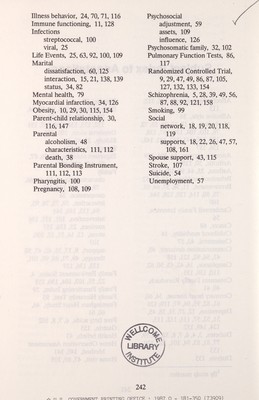 Illness behavior, 24, 70, 71, 116
Immune functioning, 11, 128
Infections
streptococcal, 100
viral, 25
Life Events, 25, 63, 92, 100, 109
Marital
dissatisfaction, 60, 125
interaction, 15, 21, 138, 139
status, 34, 82
Mental health, 79
Myocardial infarction, 34, 126
Obesity, 10, 29, 30, 115, 154
Parent-child relationship, 30,
116, 147
Parental
alcoholism, 48
characteristics, 111, 112
death, 38
Parental Bonding Instrument,
111, 112, 113
Pharyngitis, 100
Pregnancy, 108, 109
Psychosocial
adjustment, 59
assets, 109
influence, 126
Psychosomatic family, 32, 102
Pulmonary Function Tests, 86,
117
Randomized Controlled Trial,
9, 29, 47, 49, 86, 87, 105,
127, 132, 133, 154
Schizophrenia, 5, 28, 39, 49, 56,
87, 88, 92, 121, 158
Smoking, 99
Social
network, 18, 19, 20, 118,
119
supports, 18, 22, 26, 47, 57,
108, 161
Spouse support, 43, 115
Stroke, 107
Suicide, 54
Unemployment, 57
WELLCOME
LIBRARY
INSTITUTE
242
GOVERNMENT PRINTING OFFICE